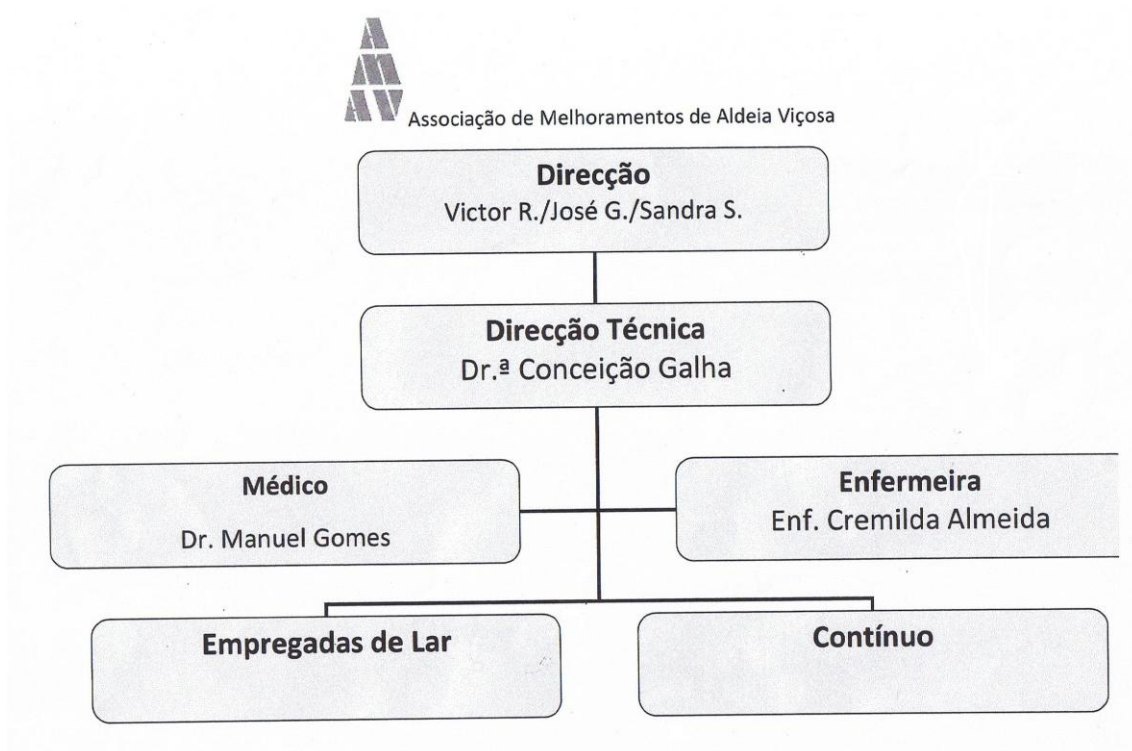 A
M
AV
Associação de Melhoramentos de Aldeia Viçosa
Direcção
Victor R./José G./Sandra S.
Direcção Técnica
Dr.ª Conceição Galha
Médico
Dr. Manuel Gomes
Enfermeira
Enf. Cremilda Almeida
Empregadas de Lar
Contínuo